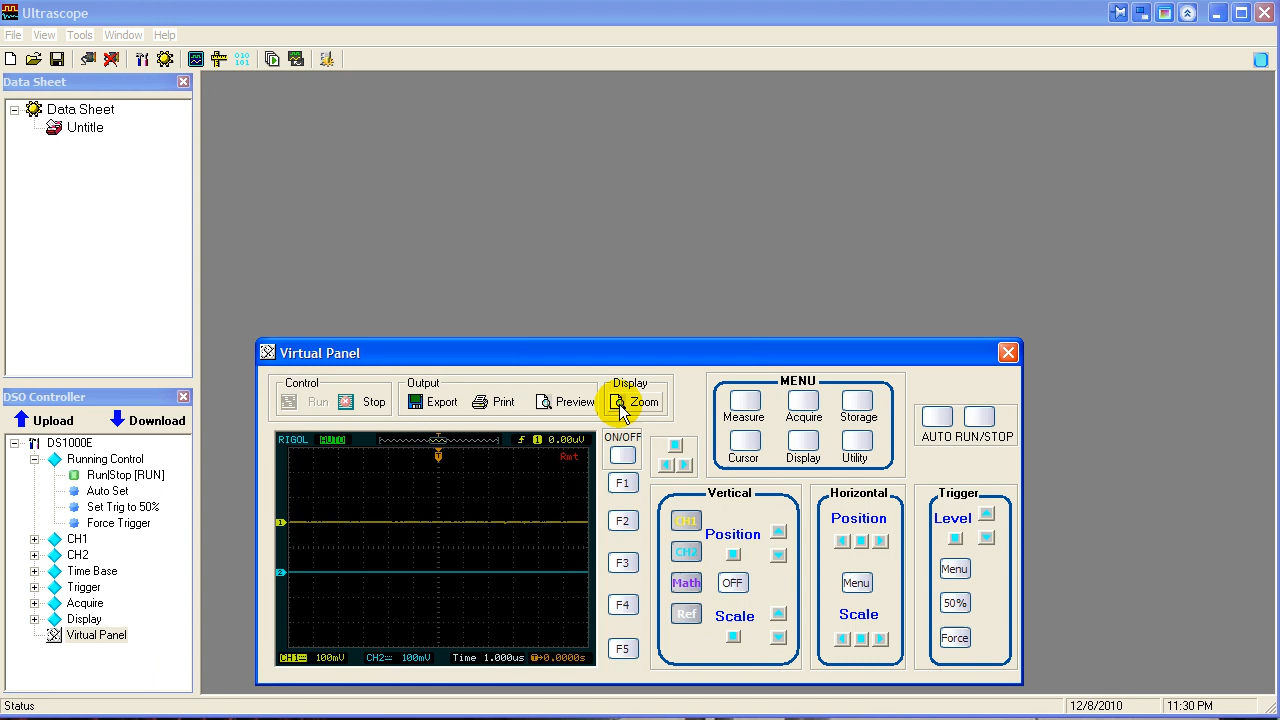 Ultrascope
File View Tools Window Help
Data Sheet
Data Sheet
Untitle
DSO Controller
Upload Download
DS1000E
Running Control
Run|Stop [RUN]
Auto Set
Set Trig to 50%
Force Trigger
CH1
CH2
Time Base
Trigger
Acquire
Display
Virtual Panel
Virtual Panel
Control Output Display
Run Stop Export Print Preview Zoom
RIGOL AUTO T 1 0.00uV
T Rmt
1
2
CH1 100mV CH2 100mV Time 1.000us T→0.0000s
ON/OFF
F1
F2
F3
F4
F5
MENU
Measure Acquire Storage
Cursor Display Utility
AUTO RUN/STOP
Vertical
CH1
Position
CH2
Math OFF
Ref Scale
Horizontal
Position
Menu
Scale
Trigger
Level
Menu
50%
Force
Status 12/8/2010 11:30 PM